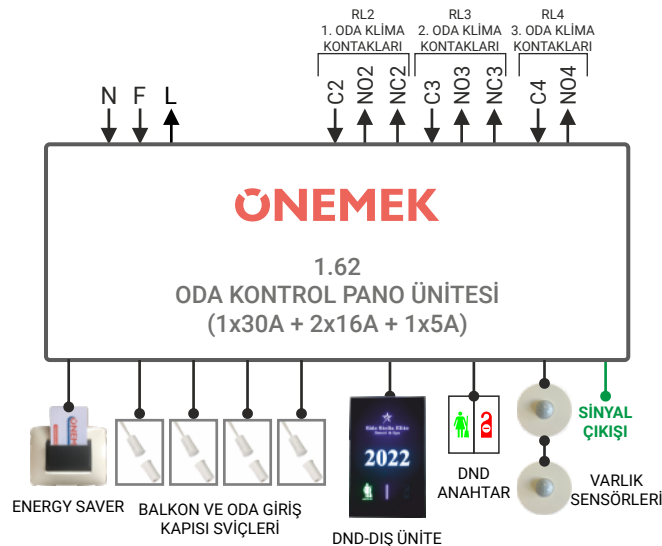 RL2
1. ODA KLİMA
KONTAKLARI
RL3
2. ODA KLİMA
KONTAKLARI
RL4
3. ODA KLİMA
KONTAKLARI
N F L
C2 NO2 NC2 C3 NO3 NC3 C4 NO4
ÖNEMEK
1.62
ODA KONTROL PANO ÜNİTESİ
(1x30A + 2x16A + 1x5A)
ÖNEMEK
2022
SİNYAL
ÇIKIŞI
ENERGY SAVER
BALKON VE ODA GİRİŞ
KAPISI SVİÇLERİ
DND-DIŞ ÜNİTE
DND
ANAHTAR
VARLIK
SENSÖRLERİ